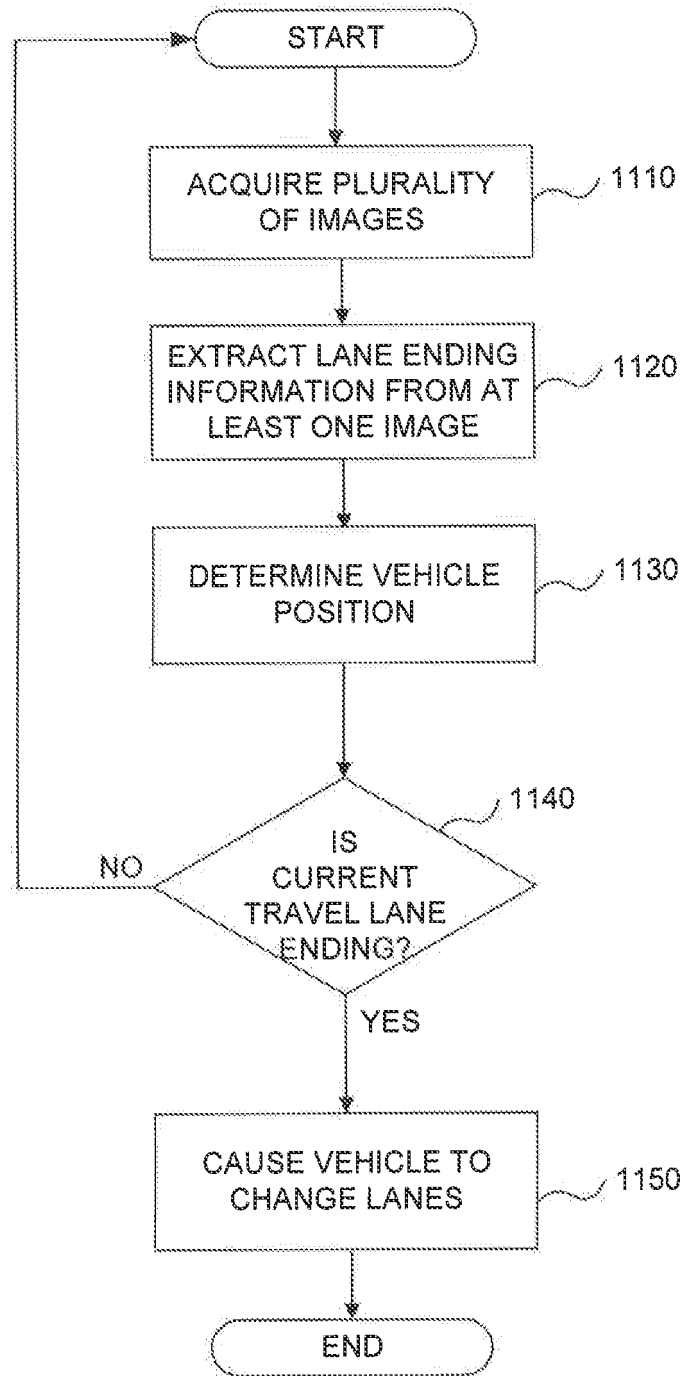 START
ACQUIRE PLURALITY
OF IMAGES
1110
EXTRACT LANE ENDING
INFORMATION FROM AT
LEAST ONE IMAGE
1120
DETERMINE VEHICLE
POSITION
1130
1140
IS
CURRENT
TRAVEL LANE
ENDING?
NO
YES
CAUSE VEHICLE TO
CHANGE LANES
1150
END